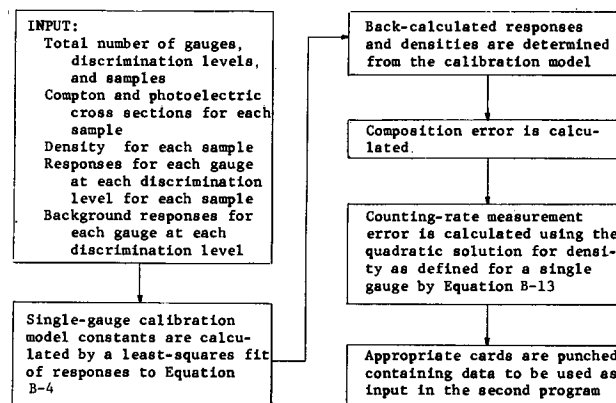 INPUT:
Total number of gauges,
discrimination levels,
and samples
Compton and photoelectric
cross sections for each
sample
Density for each sample
Responses for each gauge
at each discrimination
level for each sample
Background responses for
each gauge at each
discrimination level
Single-gauge calibration
model constants are calcu-
lated by a least-squares fit
of responses to Equation
B-4
Back-calculated responses
and densities are determined
from the calibration model
Composition error is calcu-
lated.
Counting-rate measurement
error is calculated using the
quadratic solution for densi-
ty as defined for a single
gauge by Equation B-13
Appropriate cards are punched
containing data to be used as
input in the second program